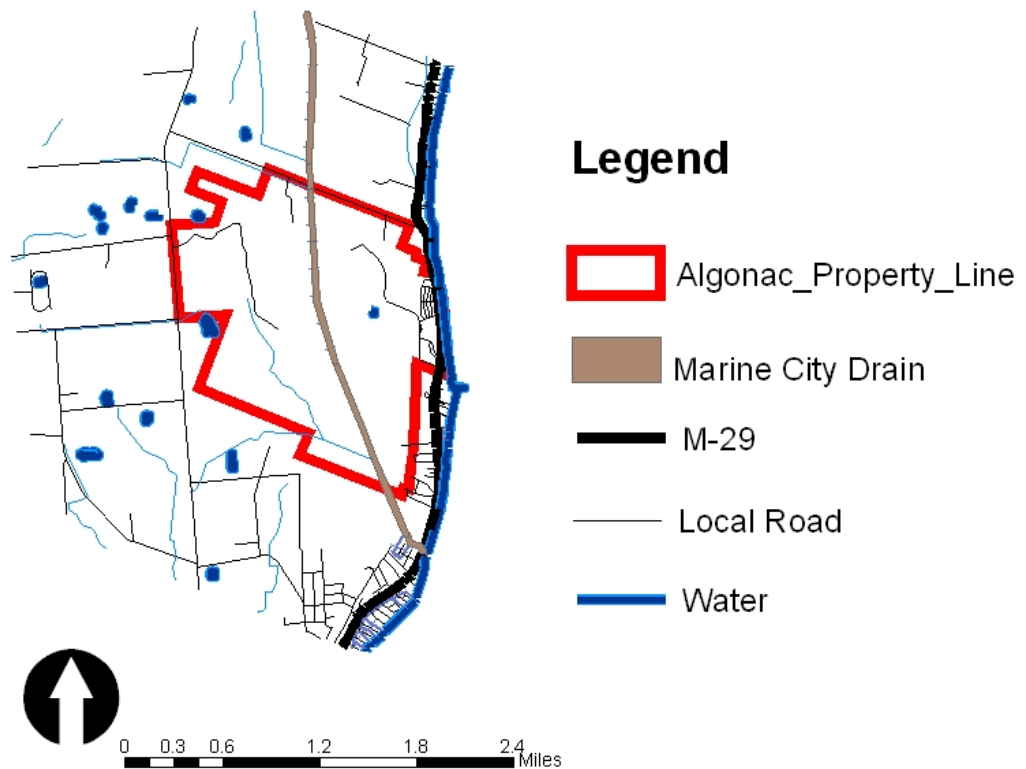 Legend
Algonac_Property_Line
Marine City Drain
M-29
Local Road
Water
0 0.3 0.6 1.2 1.8 2.4
Miles